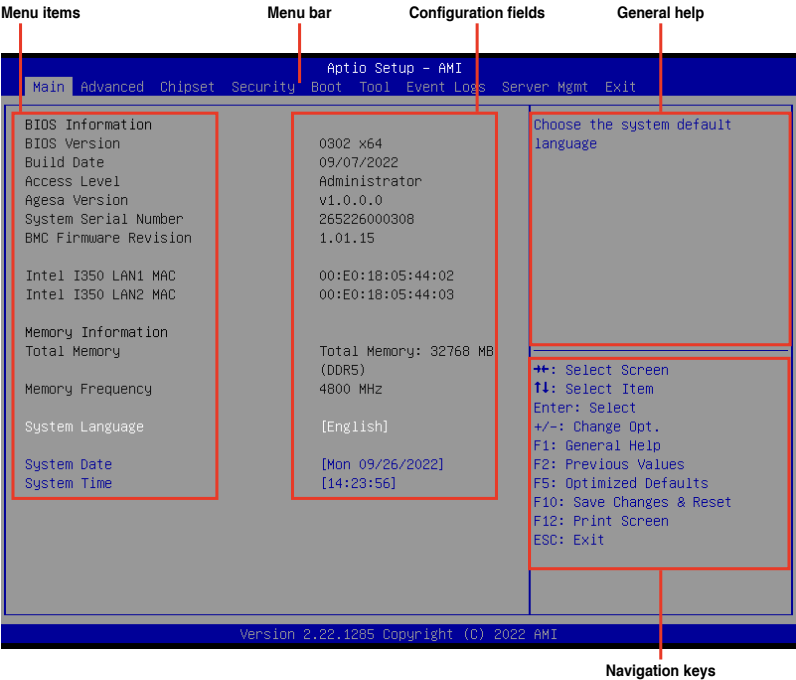 Menu items Menu bar Configuration fields General help
Aptio Setup – AMI
Main Advanced Chipset Security Boot Tool Event Logs Server Mgmt Exit
BIOS Information
BIOS Version 0302 x64
Build Date 09/07/2022
Access Level Administrator
Agesa Version v1.0.0.0
System Serial Number 265226000308
BMC Firmware Revision 1.01.15
Intel I350 LAN1 MAC 00:E0:18:05:44:02
Intel I350 LAN2 MAC 00:E0:18:05:44:03
Memory Information
Total Memory Total Memory: 32768 MB
(DDR5)
Memory Frequency 4800 MHz
System Language [English]
System Date [Mon 09/26/2022]
System Time [14:23:56]
Choose the system default
language
→←: Select Screen
↑↓: Select Item
Enter: Select
+/-: Change Opt.
F1: General Help
F2: Previous Values
F5: Optimized Defaults
F10: Save Changes & Reset
F12: Print Screen
ESC: Exit
Version 2.22.1285 Copyright (C) 2022 AMI
Navigation keys